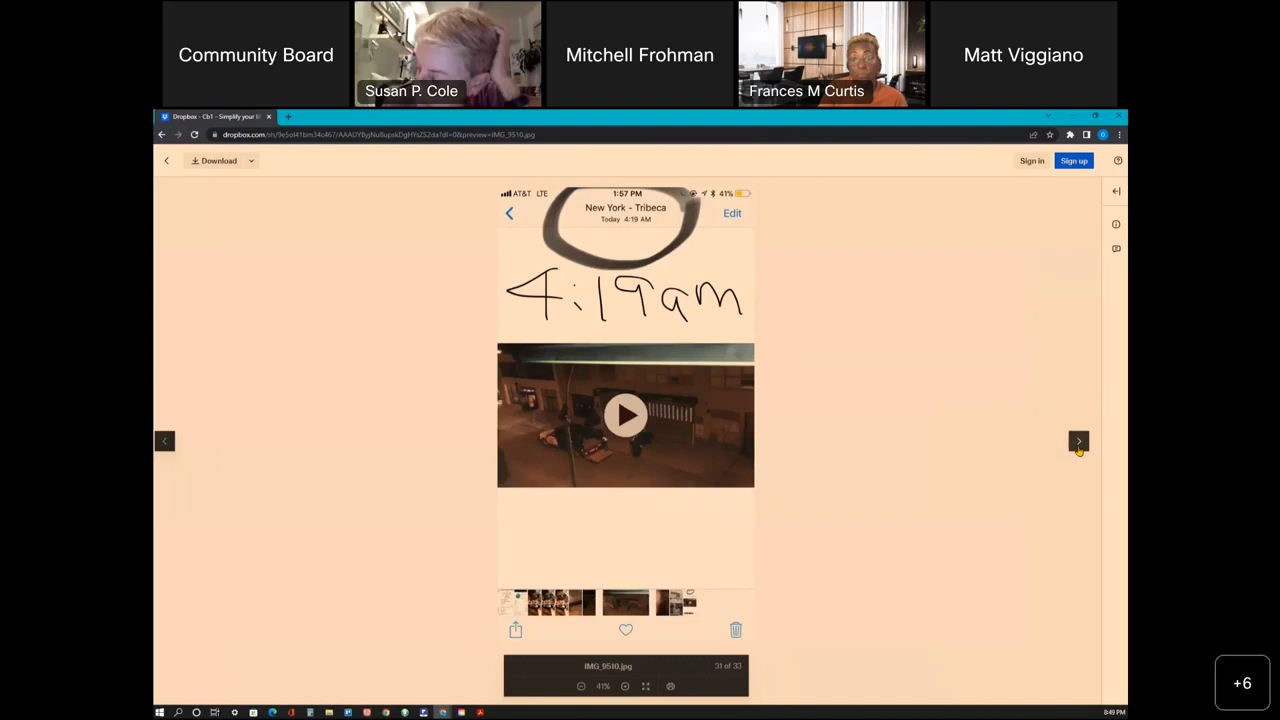 Community Board
Susan P. Cole
Mitchell Frohman
Frances M Curtis
Matt Viggiano
Download
Sign in
Sign up
AT&T LTE
1:57 PM
41%
New York - Tribeca
Today 4:19 AM
Edit
4:19am
IMG_9510.jpg
31 of 33
41%
+6
8:49 PM